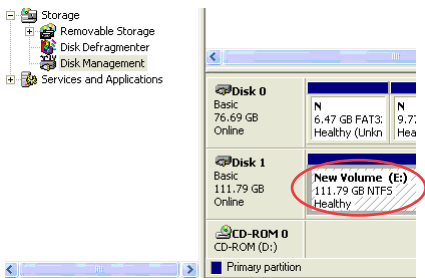 Storage
Removable Storage
Disk Defragmenter
Disk Management
Services and Applications
Disk 0
Basic
76.69 GB
Online
N
6.47 GB FAT3
Healthy (Unkn
N
9.7
Hea
Disk 1
Basic
111.79 GB
Online
New Volume (E:)
111.79 GB NTFS
Healthy
CD-ROM 0
CD-ROM (D:)
Primary partition